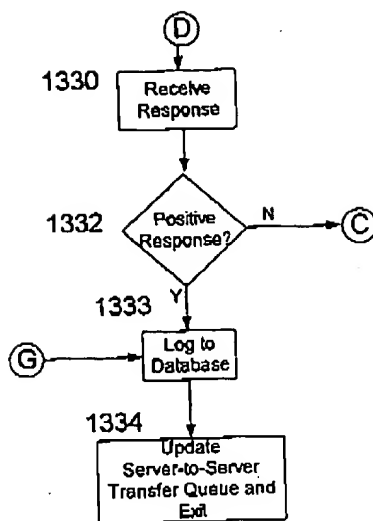 D
1330
Receive
Response
1332
Positive
Response?
N
C
Y
1333
G
Log to
Database
1334
Update
Server-to-Server
Transfer Queue and
Exit